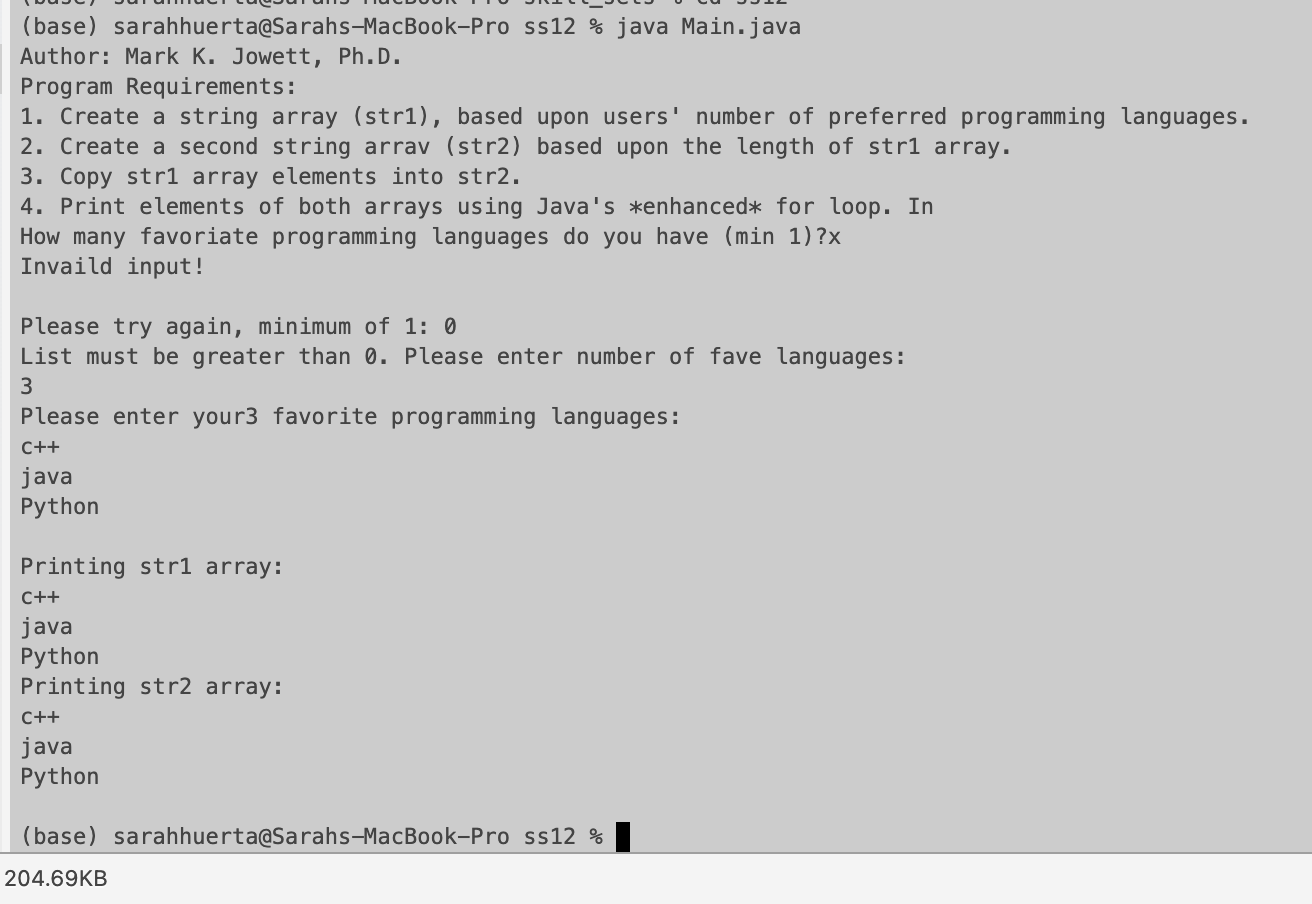 (base) sarahhuerta@Sarahs-MacBook-Pro skill_sets % cd ss12
(base) sarahhuerta@Sarahs-MacBook-Pro ss12 % java Main.java
Author: Mark K. Jowett, Ph.D.
Program Requirements:
1. Create a string array (str1), based upon users' number of preferred programming languages.
2. Create a second string arrav (str2) based upon the length of str1 array.
3. Copy str1 array elements into str2.
4. Print elements of both arrays using Java's *enhanced* for loop. In
How many favoriate programming languages do you have (min 1)?x
Invaild input!
Please try again, minimum of 1: 0
List must be greater than 0. Please enter number of fave languages:
3
Please enter your3 favorite programming languages:
c++
java
Python
Printing str1 array:
c++
java
Python
Printing str2 array:
c++
java
Python
(base) sarahhuerta@Sarahs-MacBook-Pro ss12 %
204.69KB